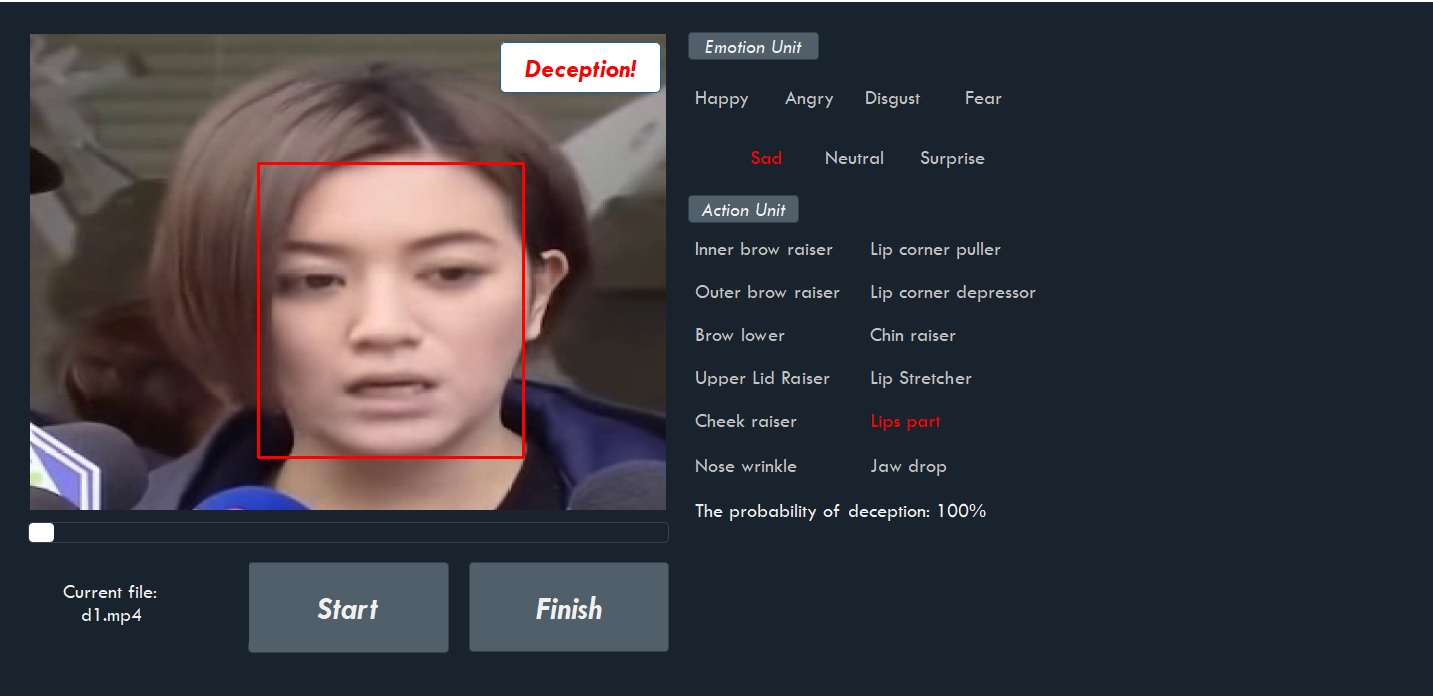 Deception!
Emotion Unit
Happy Angry Disgust Fear
Sad Neutral Surprise
Action Unit
Inner brow raiser Lip corner puller
Outer brow raiser Lip corner depressor
Brow lower Chin raiser
Upper Lid Raiser Lip Stretcher
Cheek raiser Lips part
Nose wrinkle Jaw drop
The probability of deception: 100%
Current file:
d1.mp4
Start Finish